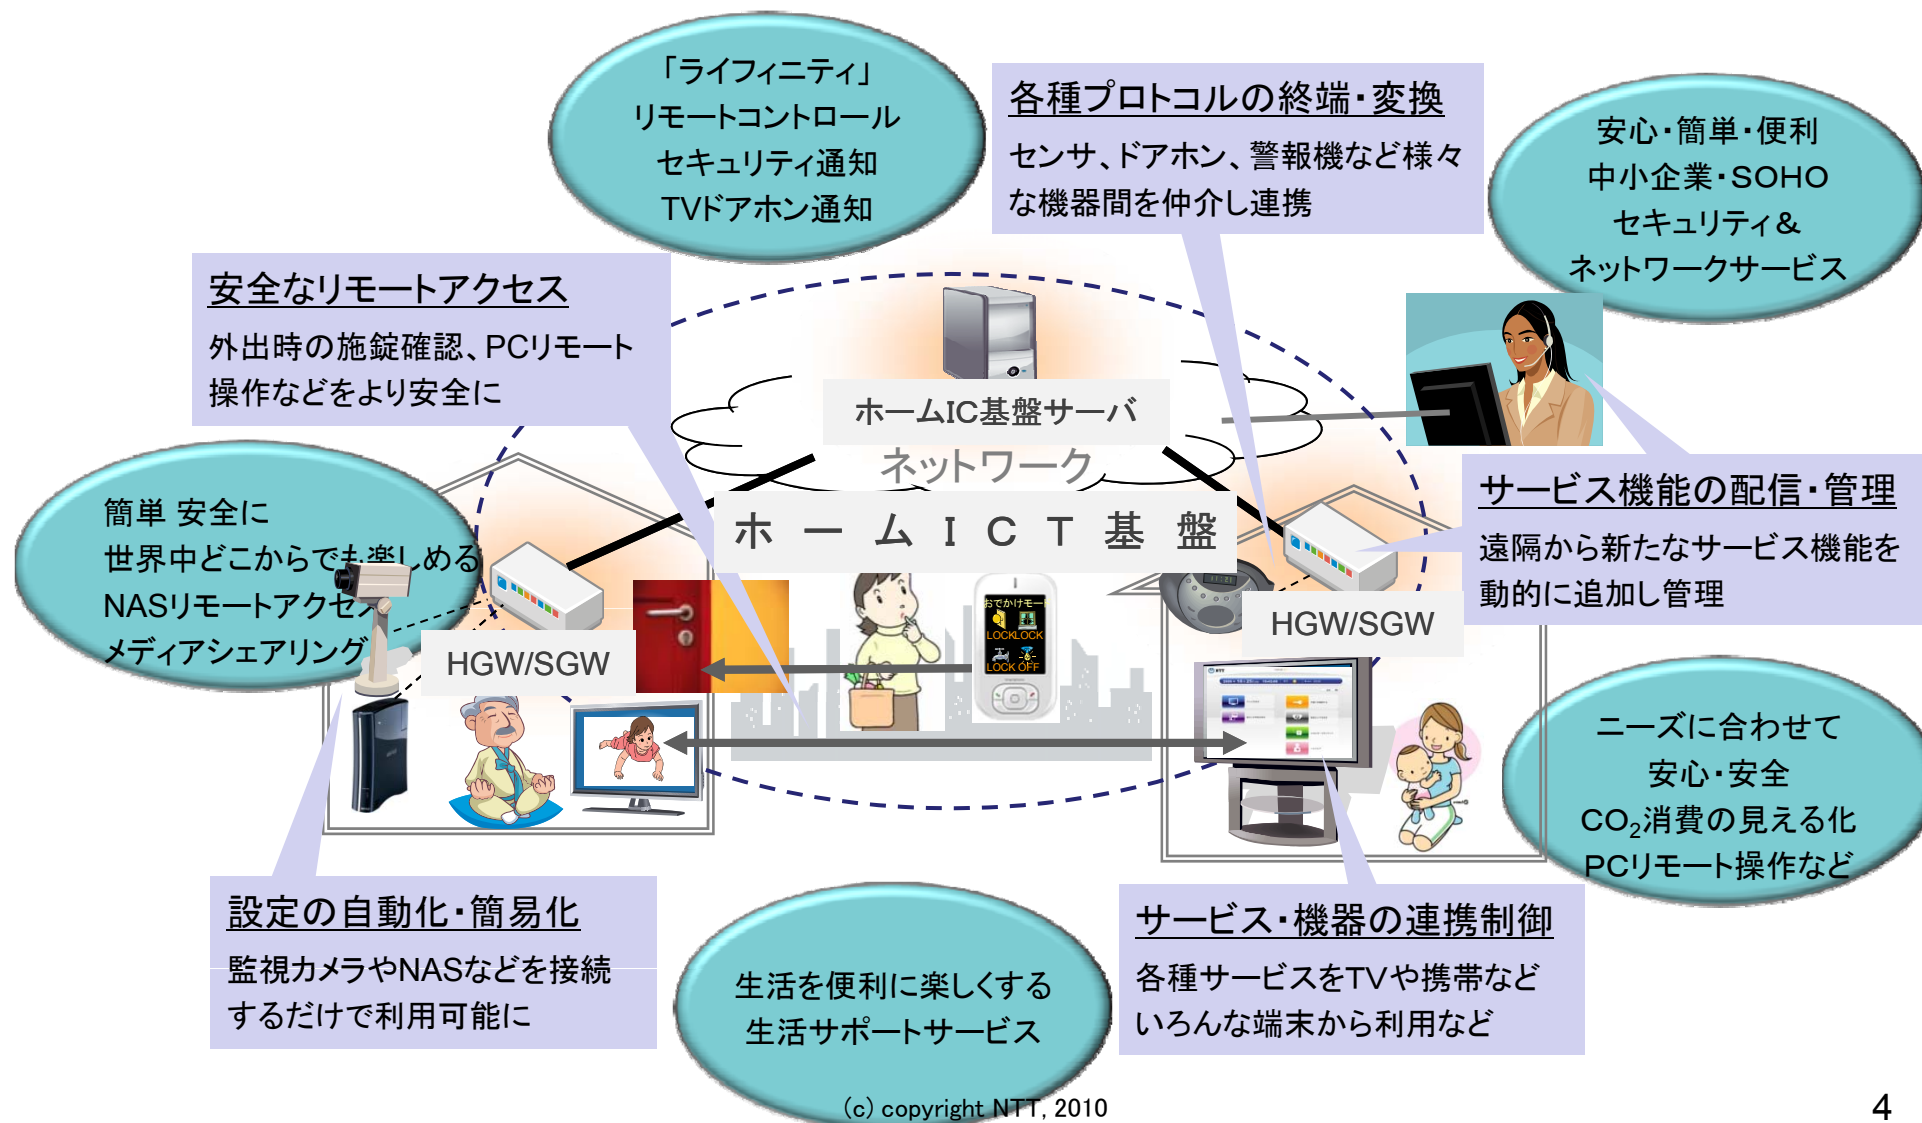 「ライフィニティ」
リモートコントロール
セキュリティ通知
TVドアホン通知
各種プロトコルの終端・変換
センサ、ドアホン、警報機など様々
な機器間を仲介し連携
安心・簡単・便利
中小企業・SOHO
セキュリティ&
ネットワークサービス
安全なリモートアクセス
外出時の施錠確認、PCリモート
操作などをより安全に
ホームIC基盤サーバ
ネットワーク
ホームICT基盤
簡単 安全に
世界中どこからでも楽しめる
NASリモートアクセス
メディアシェアリング
サービス機能の配信・管理
遠隔から新たなサービス機能を
動的に追加し管理
HGW/SGW
HGW/SGW
おでかけモード
LOCK LOCK
LOCK OFF
ニーズに合わせて
安心・安全
CO₂消費の見える化
PCリモート操作など
設定の自動化・簡易化
監視カメラやNASなどを接続
するだけで利用可能に
生活を便利に楽しくする
生活サポートサービス
サービス・機器の連携制御
各種サービスをTVや携帯など
いろんな端末から利用など
(c) copyright NTT, 2010
4